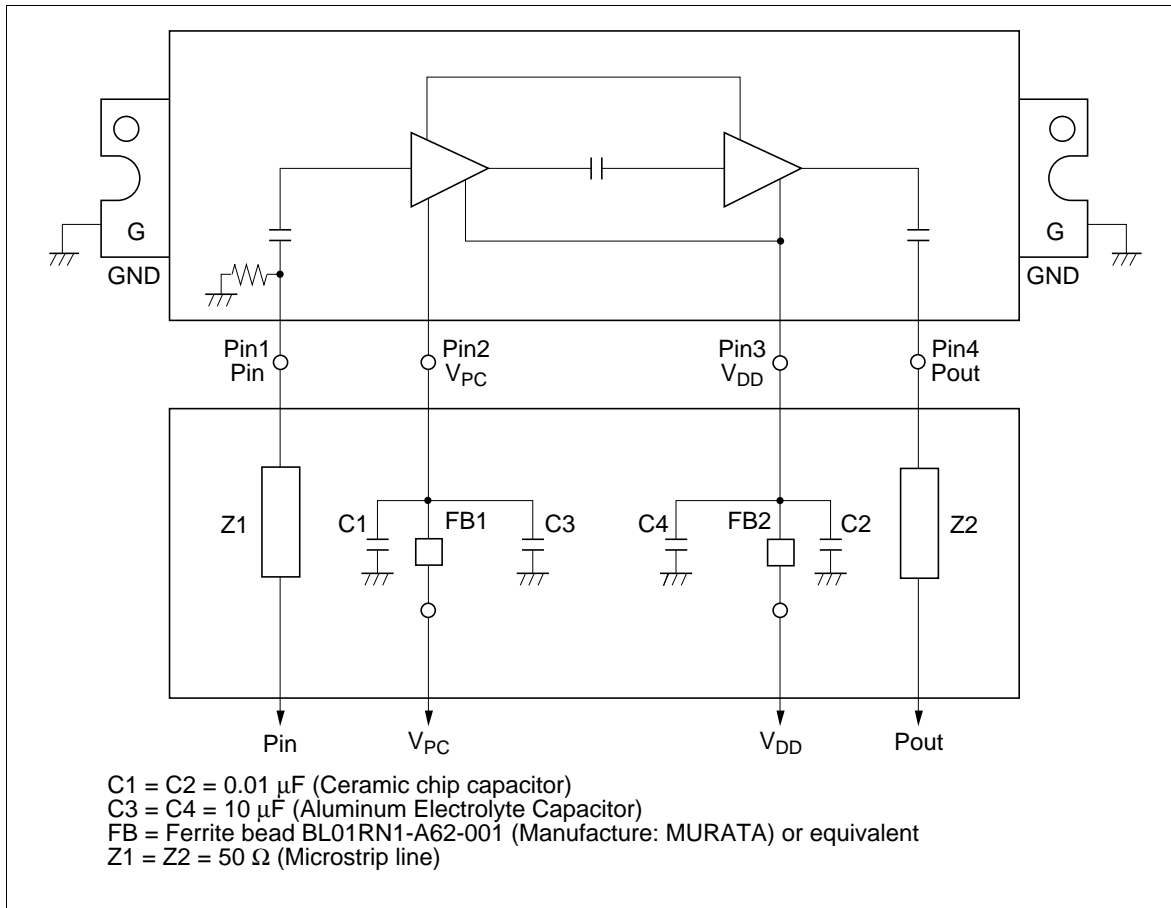 G
GND
G
GND
Pin1
Pin
Pin2
VPC
Pin3
VDD
Pin4
Pout
Z1
C1
FB1
C3
C4
FB2
C2
Z2
Pin
VPC
VDD
Pout
C1 = C2 = 0.01 μF (Ceramic chip capacitor)
C3 = C4 = 10 μF (Aluminum Electrolyte Capacitor)
FB = Ferrite bead BL01RN1-A62-001 (Manufacture: MURATA) or equivalent
Z1 = Z2 = 50 Ω (Microstrip line)